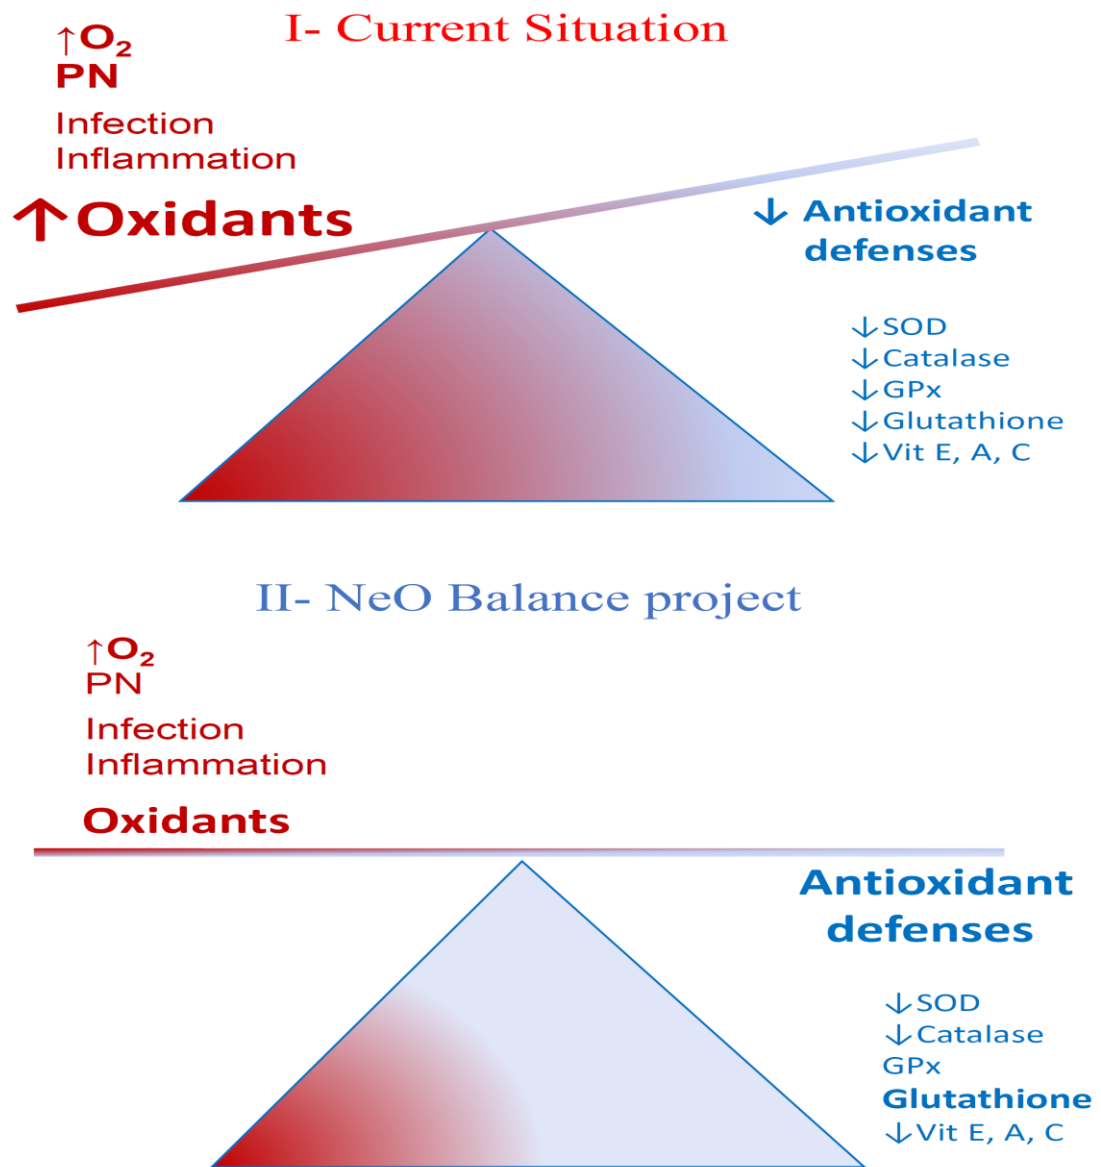 I- Current Situation
↑O₂
PN
Infection
Inflammation
↑Oxidants
↓ Antioxidant
defenses
↓SOD
↓Catalase
↓GPx
↓Glutathione
↓Vit E, A, C
II- NeO Balance project
↑O₂
PN
Infection
Inflammation
Oxidants
Antioxidant
defenses
↓SOD
↓Catalase
GPx
Glutathione
↓Vit E, A, C